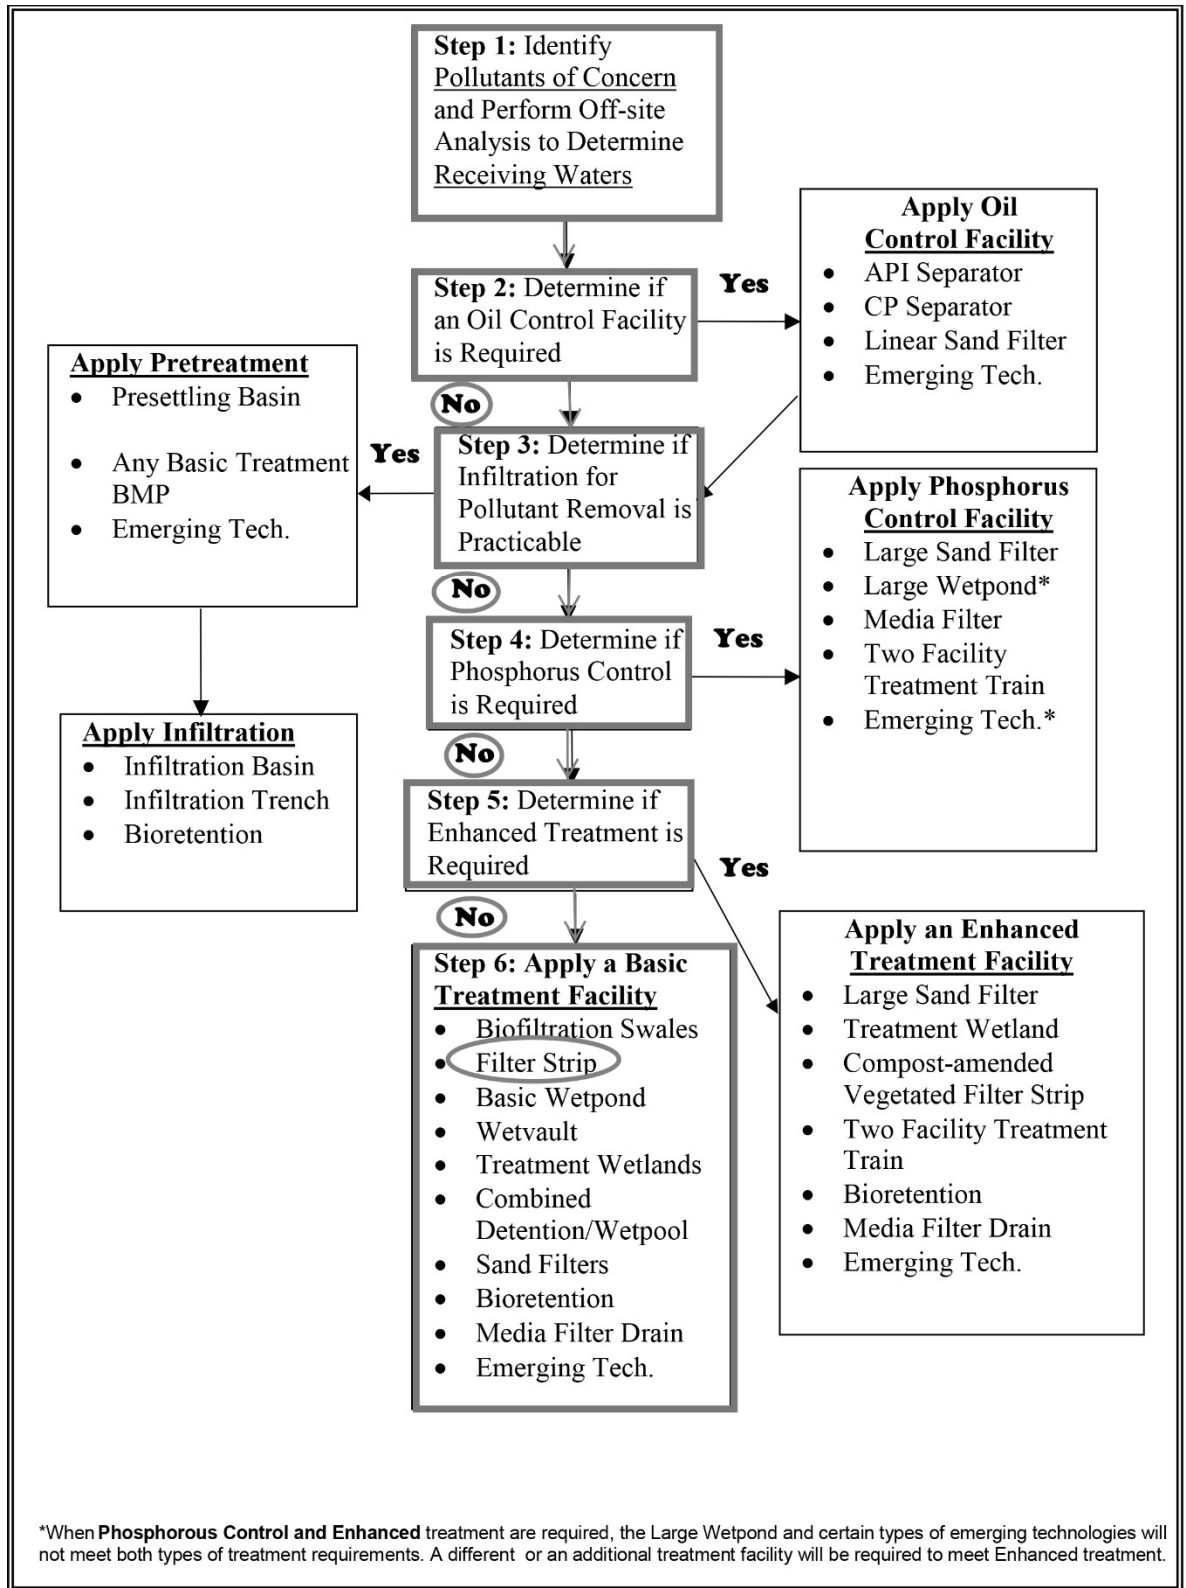 Step 1: Identify
Pollutants of Concern
and Perform Off-site
Analysis to Determine
Receiving Waters
Step 2: Determine if
an Oil Control Facility
is Required
Yes
Apply Oil
Control Facility
• API Separator
• CP Separator
• Linear Sand Filter
• Emerging Tech.
No
Step 3: Determine if
Infiltration for
Pollutant Removal is
Practicable
Yes
Apply Pretreatment
• Presettling Basin
• Any Basic Treatment
BMP
• Emerging Tech.
Apply Infiltration
• Infiltration Basin
• Infiltration Trench
• Bioretention
No
Step 4: Determine if
Phosphorus Control
is Required
Yes
Apply Phosphorus
Control Facility
• Large Sand Filter
• Large Wetpond*
• Media Filter
• Two Facility
Treatment Train
• Emerging Tech.*
No
Step 5: Determine if
Enhanced Treatment is
Required
Yes
Apply an Enhanced
Treatment Facility
• Large Sand Filter
• Treatment Wetland
• Compost-amended
Vegetated Filter Strip
• Two Facility Treatment
Train
• Bioretention
• Media Filter Drain
• Emerging Tech.
No
Step 6: Apply a Basic
Treatment Facility
• Biofiltration Swales
• Filter Strip
• Basic Wetpond
• Wetvault
• Treatment Wetlands
• Combined
Detention/Wetpool
• Sand Filters
• Bioretention
• Media Filter Drain
• Emerging Tech.
*When Phosphorous Control and Enhanced treatment are required, the Large Wetpond and certain types of emerging technologies will
not meet both types of treatment requirements. A different or an additional treatment facility will be required to meet Enhanced treatment.